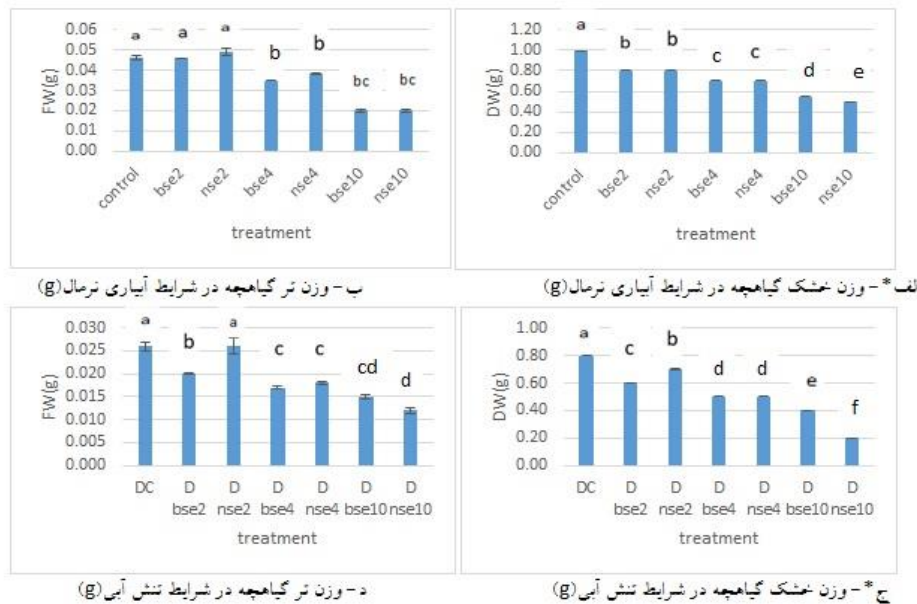 a a a b b bc bc
0.06
0.05
0.04
0.03
0.02
0.01
0.00
FW(g)
control bse2 nse2 bse4 nse4 bse10 nse10
treatment
ب - وزن تر گیاهچه در شرایط آبیاری نرمال(g)
a b b c c d e
1.20
1.00
0.80
0.60
0.40
0.20
0.00
DW(g)
control bse2 nse2 bse4 nse4 bse10 nse10
treatment
الف* - وزن خشک گیاهچه در شرایط آبیاری نرمال(g)
a b a c c cd d
0.030
0.025
0.020
0.015
0.010
0.005
0.000
FW(g)
DC D D D D D D
bse2 nse2 bse4 nse4 bse10 nse10
treatment
د - وزن تر گیاهچه در شرایط تنش آبی(g)
a c b d d e f
1.00
0.80
0.60
0.40
0.20
0.00
DW(g)
DC D D D D D D
bse2 nse2 bse4 nse4 bse10 nse10
treatment
ج* - وزن خشک گیاهچه در شرایط تنش آبی(g)